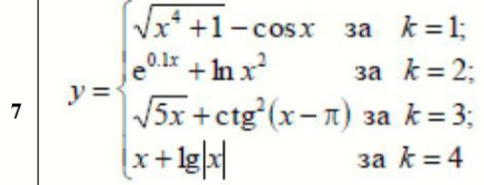 √(x⁴ + 1) − cos x за k = 1;
e^(0.1x) + ln x² за k = 2;
7 y = {
√(5x) + ctg²(x − π) за k = 3;
x + lg|x| за k = 4